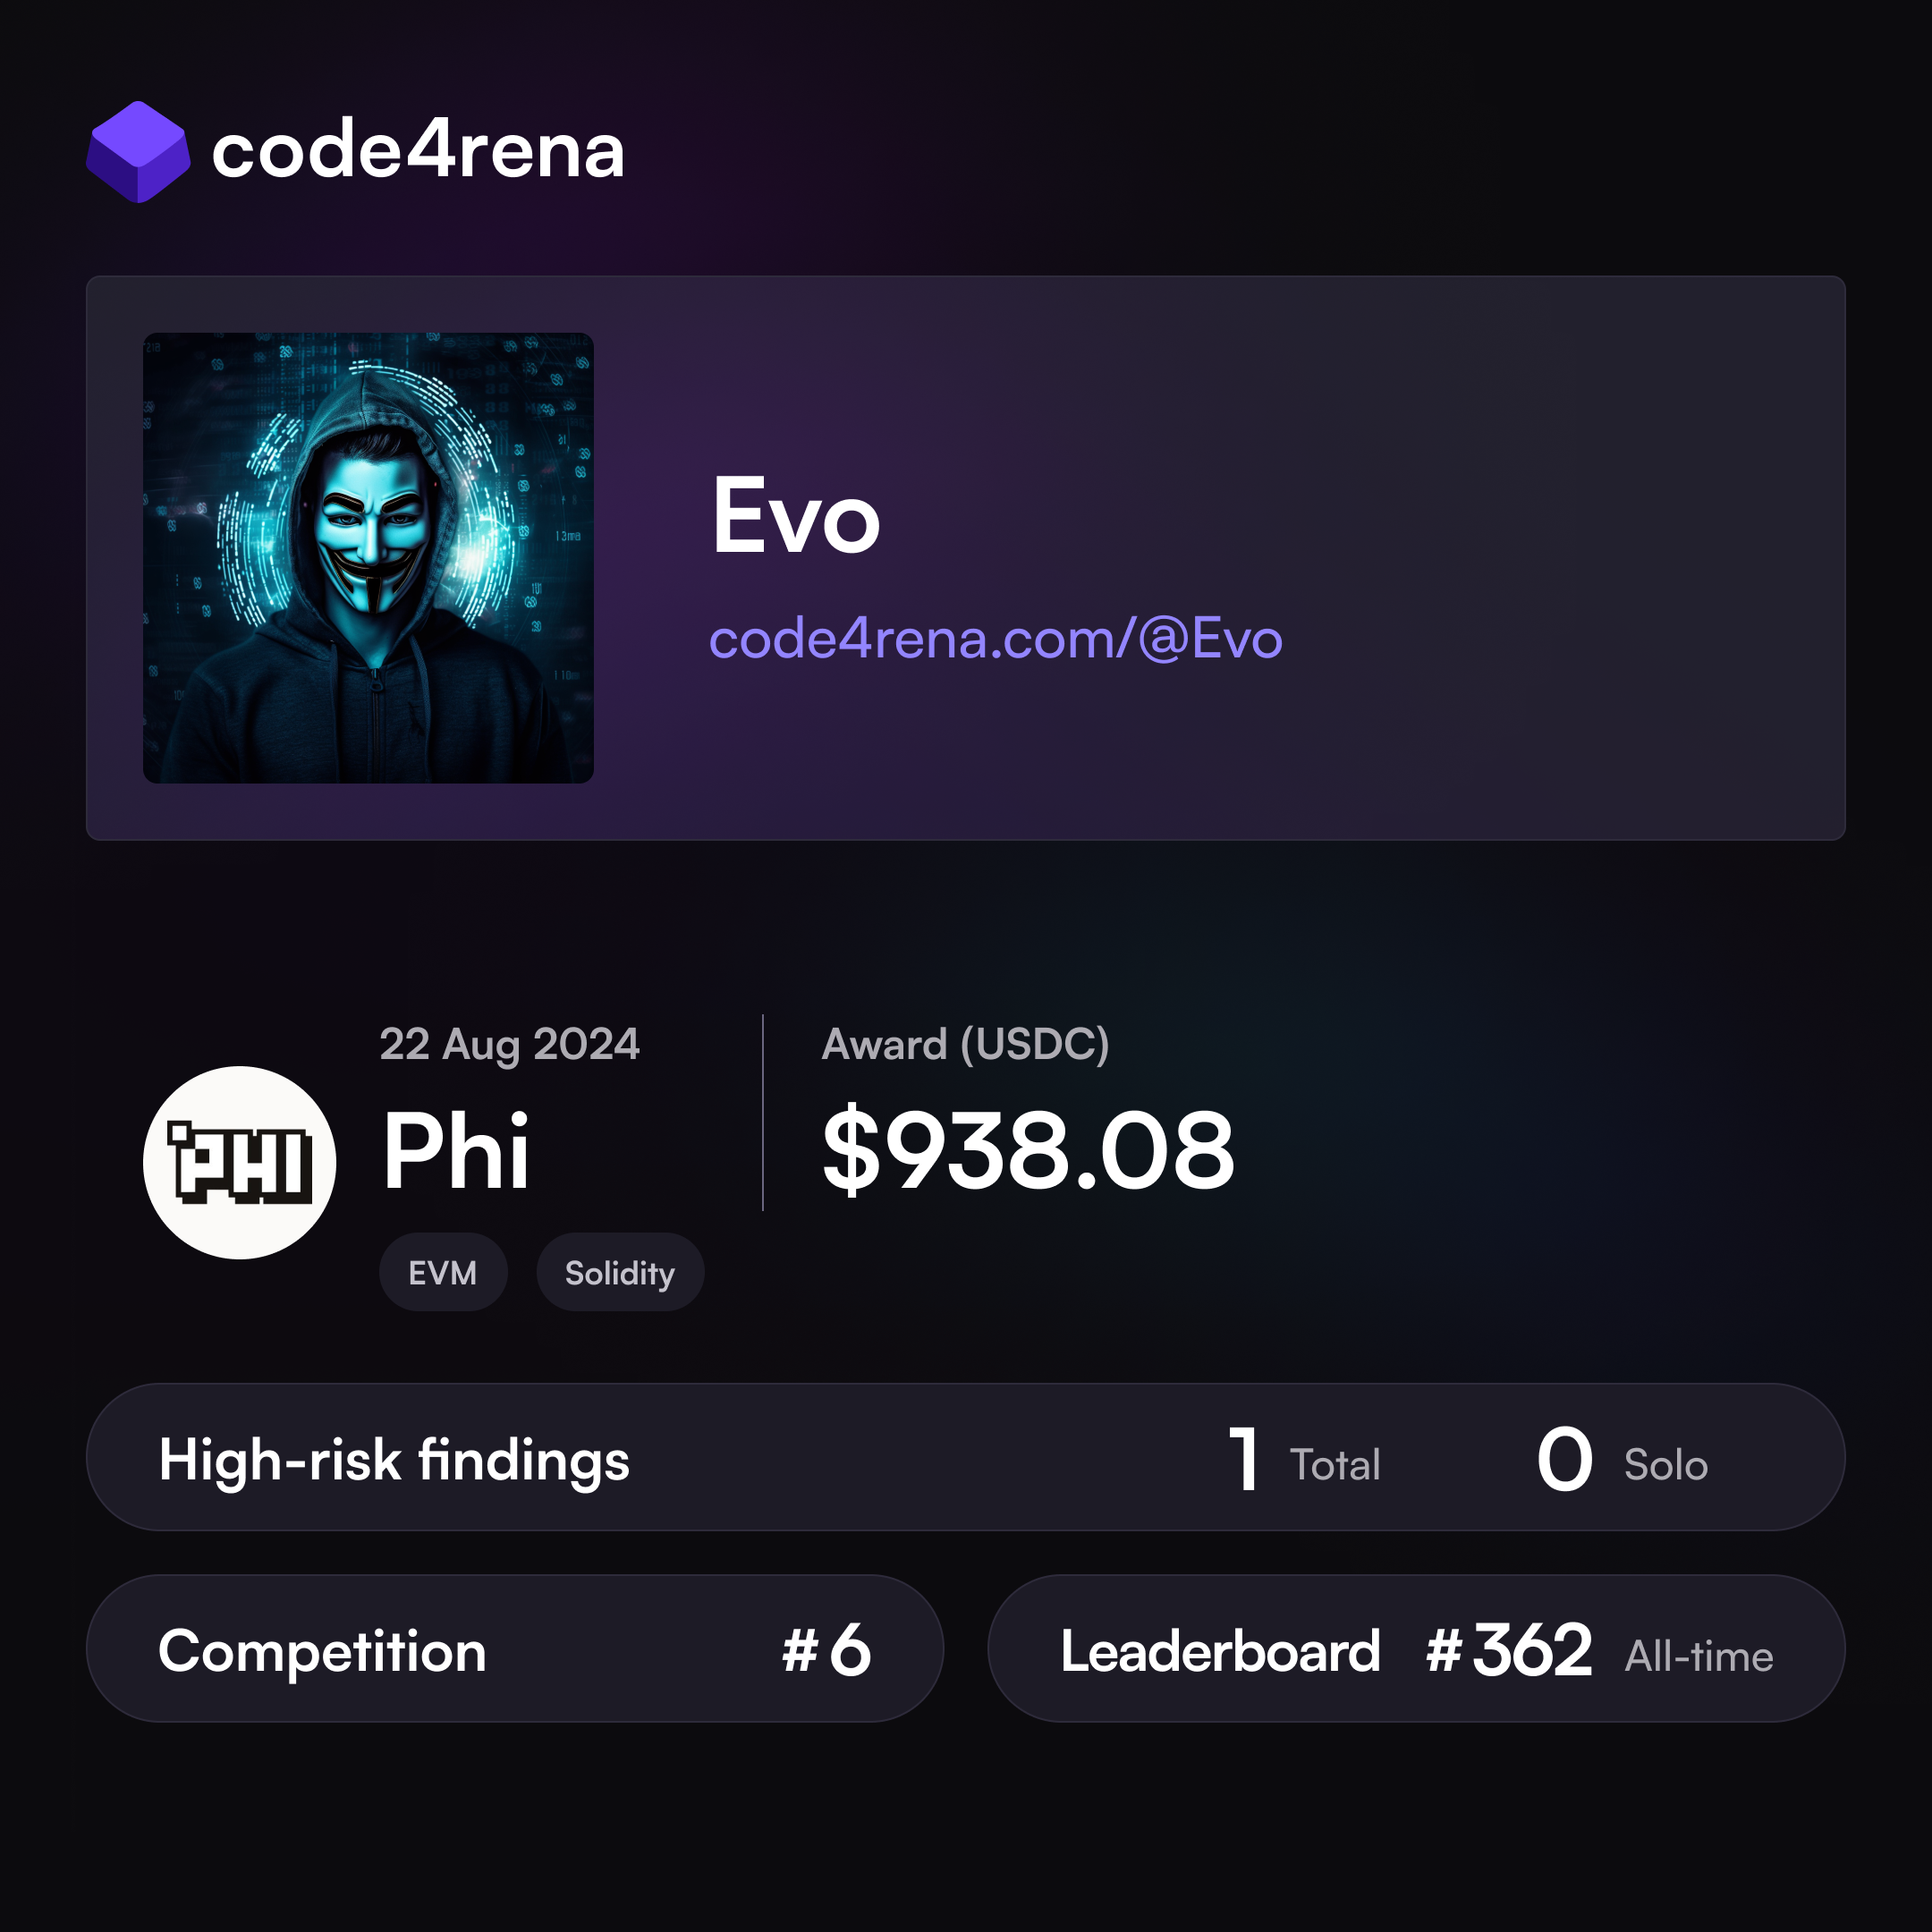 code4rena
Evo
code4rena.com/@Evo
22 Aug 2024
Phi
PHI
EVM
Solidity
Award (USDC)
$938.08
High-risk findings
1 Total
0 Solo
Competition
#6
Leaderboard
#362 All-time